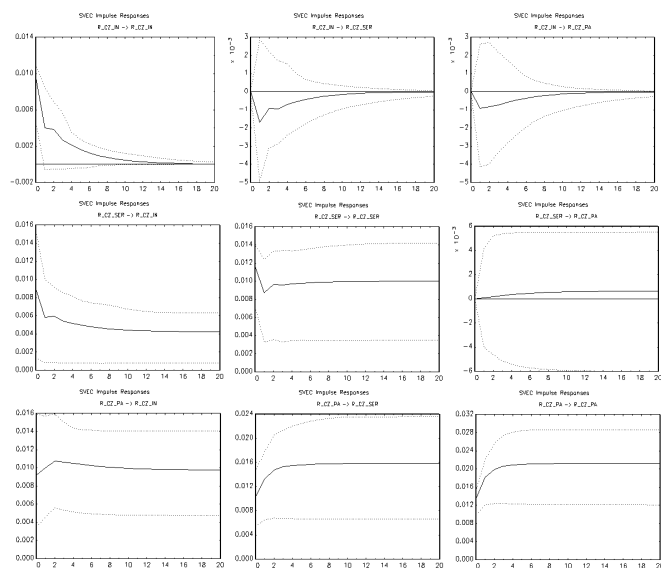 SVEC Impulse Responses
R_CZ_IN -> R_CZ_IN
0.014
0.010
0.006
0.002
-0.002
0 2 4 6 8 10 12 14 16 18 20
SVEC Impulse Responses
R_CZ_IN -> R_CZ_SER
x 10^-3
3
2
1
0
-1
-2
-3
-4
-5
0 2 4 6 8 10 12 14 16 18 20
SVEC Impulse Responses
R_CZ_IN -> R_CZ_PA
x 10^-3
3
2
1
0
-1
-2
-3
-4
-5
0 2 4 6 8 10 12 14 16 18 20
SVEC Impulse Responses
R_CZ_SER -> R_CZ_IN
0.016
0.014
0.012
0.010
0.008
0.006
0.004
0.002
0.000
0 2 4 6 8 10 12 14 16 18 20
SVEC Impulse Responses
R_CZ_SER -> R_CZ_SER
0.016
0.014
0.012
0.010
0.008
0.006
0.004
0.002
0.000
0 2 4 6 8 10 12 14 16 18 20
SVEC Impulse Responses
R_CZ_SER -> R_CZ_PA
x 10^-3
6
4
2
0
-2
-4
-6
0 2 4 6 8 10 12 14 16 18 20
SVEC Impulse Responses
R_CZ_PA -> R_CZ_IN
0.016
0.014
0.012
0.010
0.008
0.006
0.004
0.002
0.000
0 2 4 6 8 10 12 14 16 18 20
SVEC Impulse Responses
R_CZ_PA -> R_CZ_SER
0.024
0.020
0.016
0.012
0.008
0.004
0.000
0 2 4 6 8 10 12 14 16 18 20
SVEC Impulse Responses
R_CZ_PA -> R_CZ_PA
0.032
0.028
0.024
0.020
0.016
0.012
0.008
0.004
0.000
0 2 4 6 8 10 12 14 16 18 20